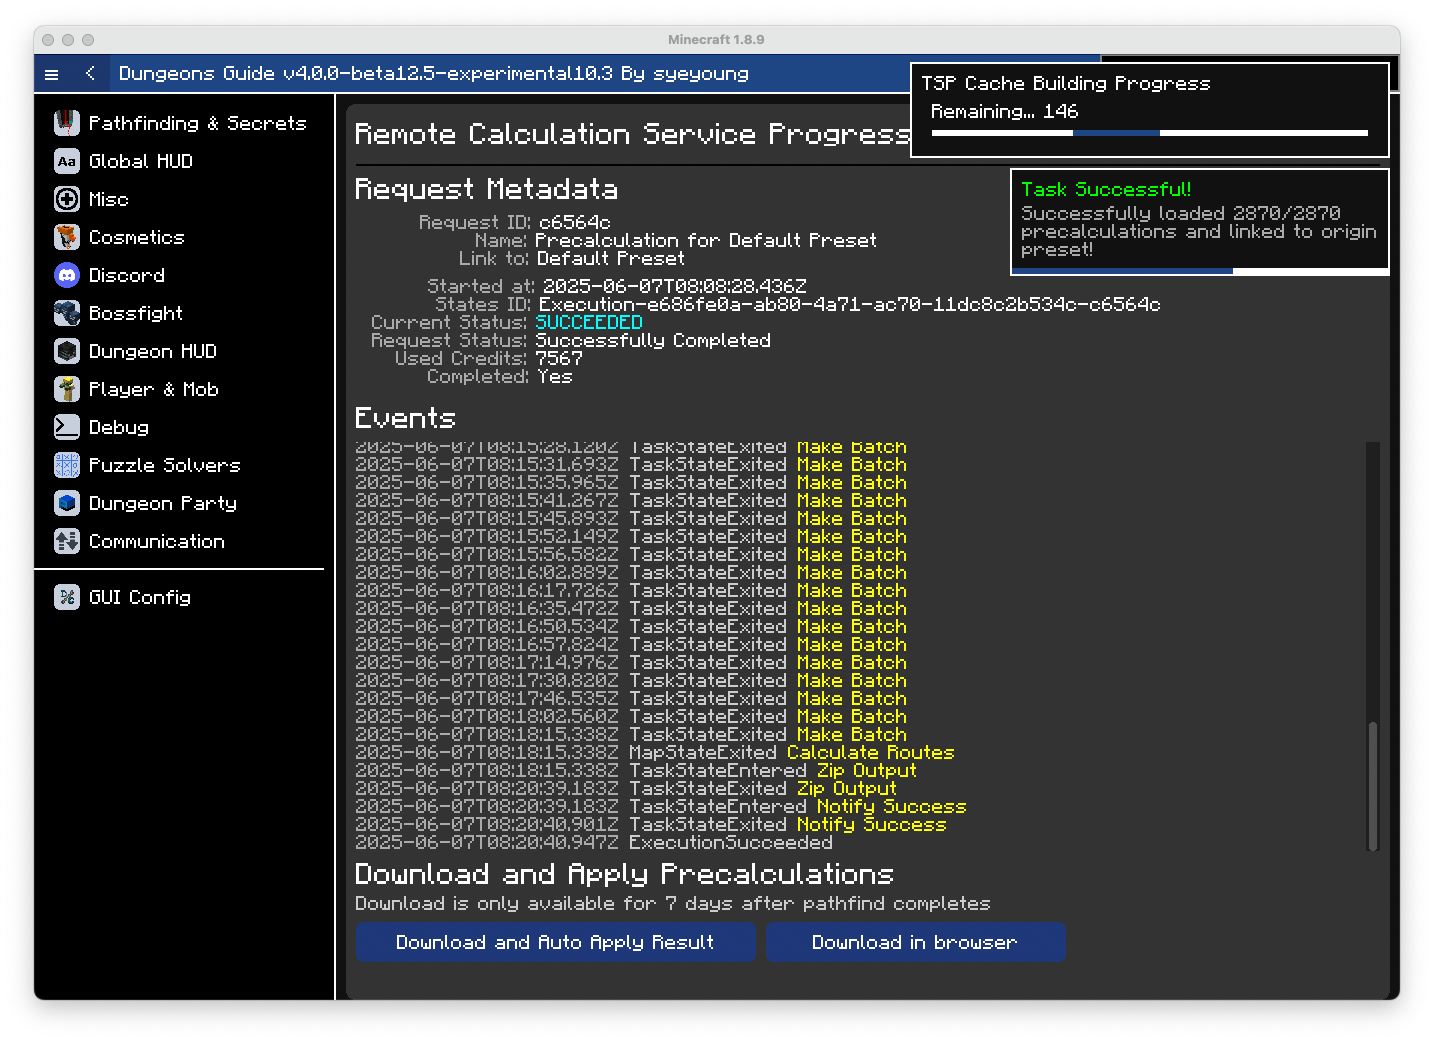 Minecraft 1.8.9
Dungeons Guide v4.0.0-beta12.5-experimental10.3 By syeyoung
TSP Cache Building Progress
Remaining... 146
Task Successful!
Successfully loaded 2870/2870
precalculations and linked to origin
preset!
Pathfinding & Secrets
Aa Global HUD
Misc
Cosmetics
Discord
Bossfight
Dungeon HUD
Player & Mob
Debug
Puzzle Solvers
Dungeon Party
Communication
GUI Config
Remote Calculation Service Progress
Request Metadata
Request ID: c6564c
Name: Precalculation for Default Preset
Link to: Default Preset
Started at: 2025-06-07T08:08:28.436Z
States ID: Execution-e686fe0a-ab80-4a71-ac70-11dc8c2b534c-c6564c
Current Status: SUCCEEDED
Request Status: Successfully Completed
Used Credits: 7567
Completed: Yes
Events
2025-06-07T08:15:28.120Z TaskStateExited Make Batch
2025-06-07T08:15:31.693Z TaskStateExited Make Batch
2025-06-07T08:15:35.965Z TaskStateExited Make Batch
2025-06-07T08:15:41.267Z TaskStateExited Make Batch
2025-06-07T08:15:45.893Z TaskStateExited Make Batch
2025-06-07T08:15:52.149Z TaskStateExited Make Batch
2025-06-07T08:15:56.582Z TaskStateExited Make Batch
2025-06-07T08:16:02.889Z TaskStateExited Make Batch
2025-06-07T08:16:17.726Z TaskStateExited Make Batch
2025-06-07T08:16:35.472Z TaskStateExited Make Batch
2025-06-07T08:16:50.534Z TaskStateExited Make Batch
2025-06-07T08:16:57.824Z TaskStateExited Make Batch
2025-06-07T08:17:14.976Z TaskStateExited Make Batch
2025-06-07T08:17:30.820Z TaskStateExited Make Batch
2025-06-07T08:17:46.535Z TaskStateExited Make Batch
2025-06-07T08:18:02.560Z TaskStateExited Make Batch
2025-06-07T08:18:15.338Z TaskStateExited Make Batch
2025-06-07T08:18:15.338Z MapStateExited Calculate Routes
2025-06-07T08:18:15.338Z TaskStateEntered Zip Output
2025-06-07T08:20:39.183Z TaskStateExited Zip Output
2025-06-07T08:20:39.183Z TaskStateEntered Notify Success
2025-06-07T08:20:40.901Z TaskStateExited Notify Success
2025-06-07T08:20:40.947Z ExecutionSucceeded
Download and Apply Precalculations
Download is only available for 7 days after pathfind completes
Download and Auto Apply Result
Download in browser